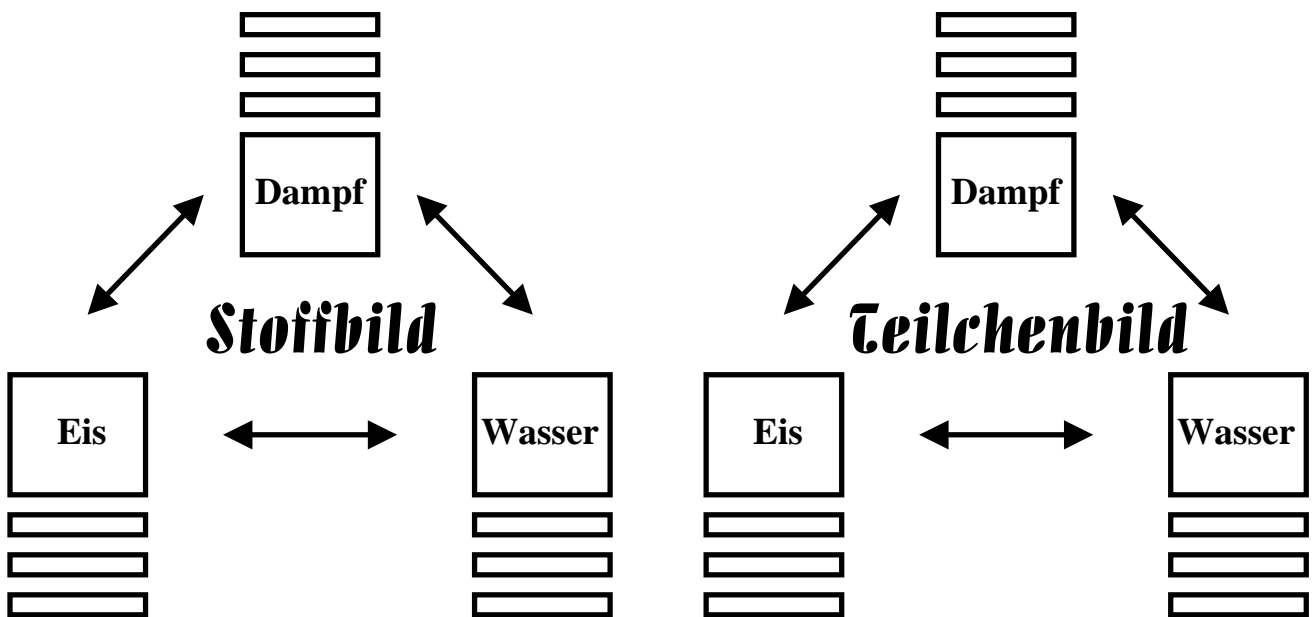 Dampf
Stoffbild
Eis
Wasser
Dampf
Teilchenbild
Eis
Wasser